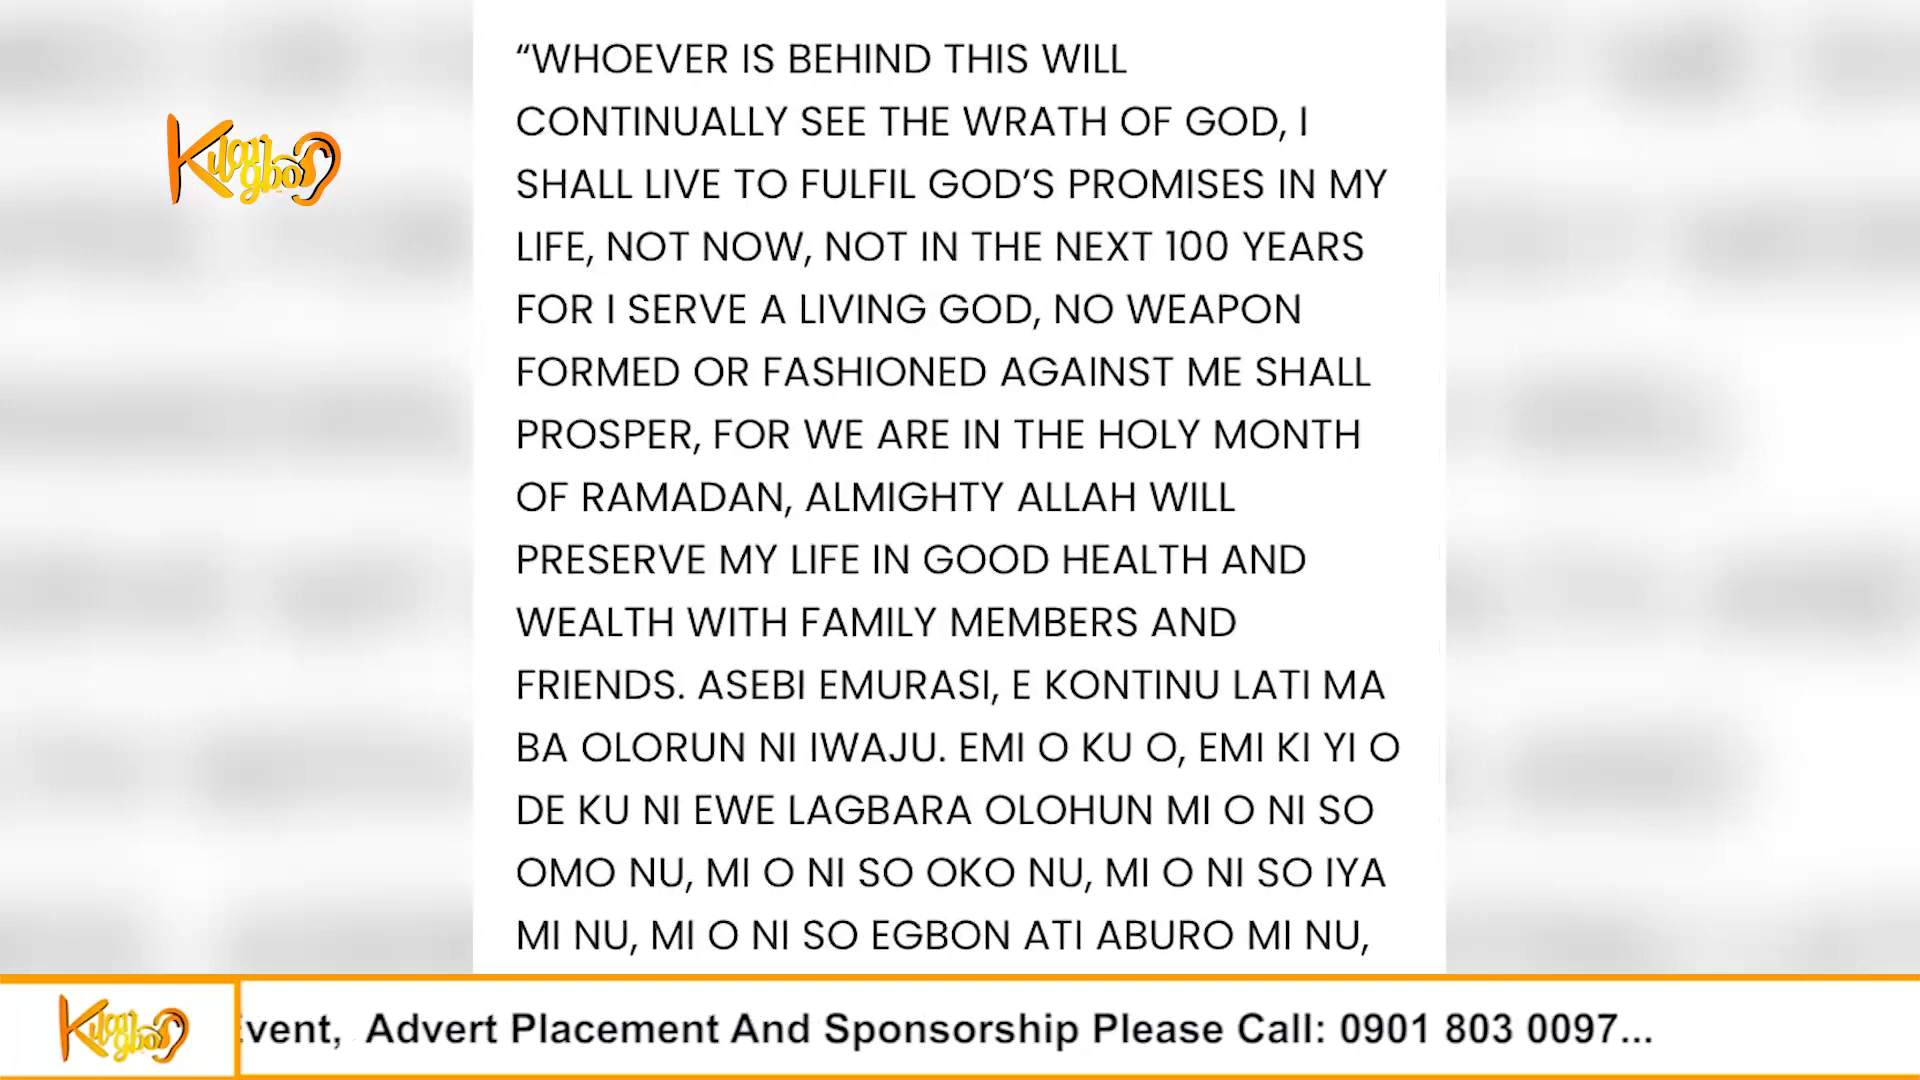 “WHOEVER IS BEHIND THIS WILL
CONTINUALLY SEE THE WRATH OF GOD, I
SHALL LIVE TO FULFIL GOD’S PROMISES IN MY
LIFE, NOT NOW, NOT IN THE NEXT 100 YEARS
FOR I SERVE A LIVING GOD, NO WEAPON
FORMED OR FASHIONED AGAINST ME SHALL
PROSPER, FOR WE ARE IN THE HOLY MONTH
OF RAMADAN, ALMIGHTY ALLAH WILL
PRESERVE MY LIFE IN GOOD HEALTH AND
WEALTH WITH FAMILY MEMBERS AND
FRIENDS. ASEBI EMURASI, E KONTINU LATI MA
BA OLORUN NI IWAJU. EMI O KU O, EMI KI YI O
DE KU NI EWE LAGBARA OLOHUN MI O NI SO
OMO NU, MI O NI SO OKO NU, MI O NI SO IYA
MI NU, MI O NI SO EGBON ATI ABURO MI NU,
vent, Advert Placement And Sponsorship Please Call: 0901 803 0097...